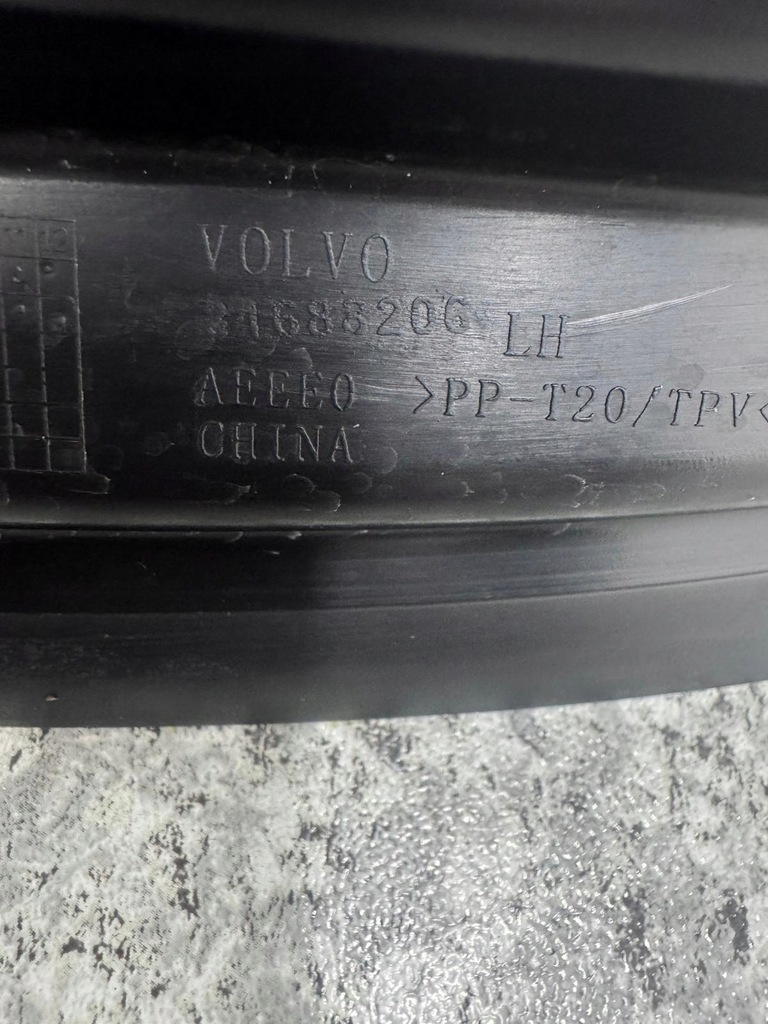 VOLVO
31688206 LH
AEEE0 >PP-T20/TPV<
CHINA